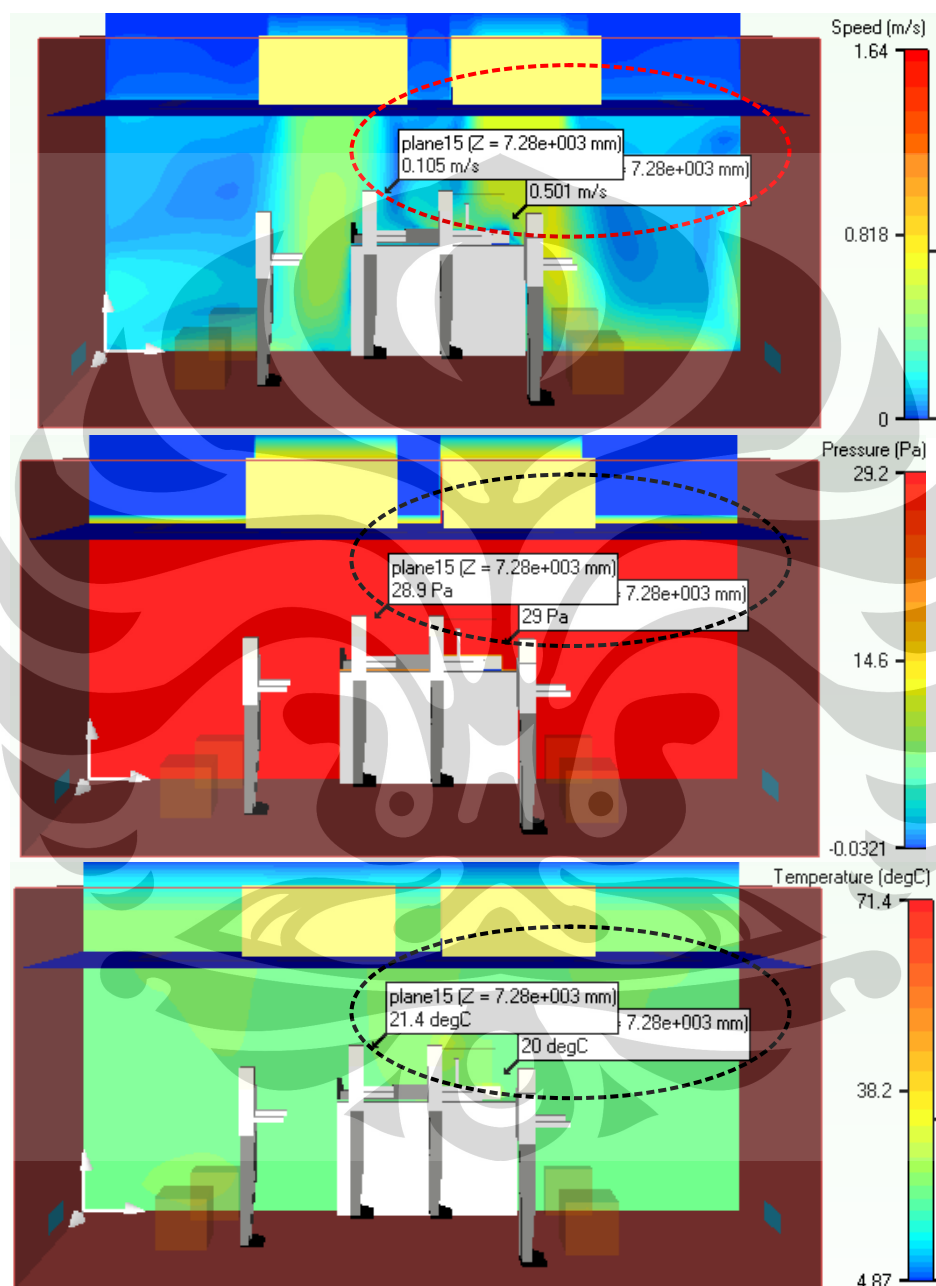 Speed (m/s)
1.64
plane15 (Z = 7.28e+003 mm)
0.105 m/s
= 7.28e+003 mm)
0.501 m/s
0.818
0
Pressure (Pa)
29.2
plane15 (Z = 7.28e+003 mm)
28.9 Pa
= 7.28e+003 mm)
29 Pa
14.6
-0.0321
Temperature (degC)
71.4
plane15 (Z = 7.28e+003 mm)
21.4 degC
= 7.28e+003 mm)
20 degC
38.2
4.87